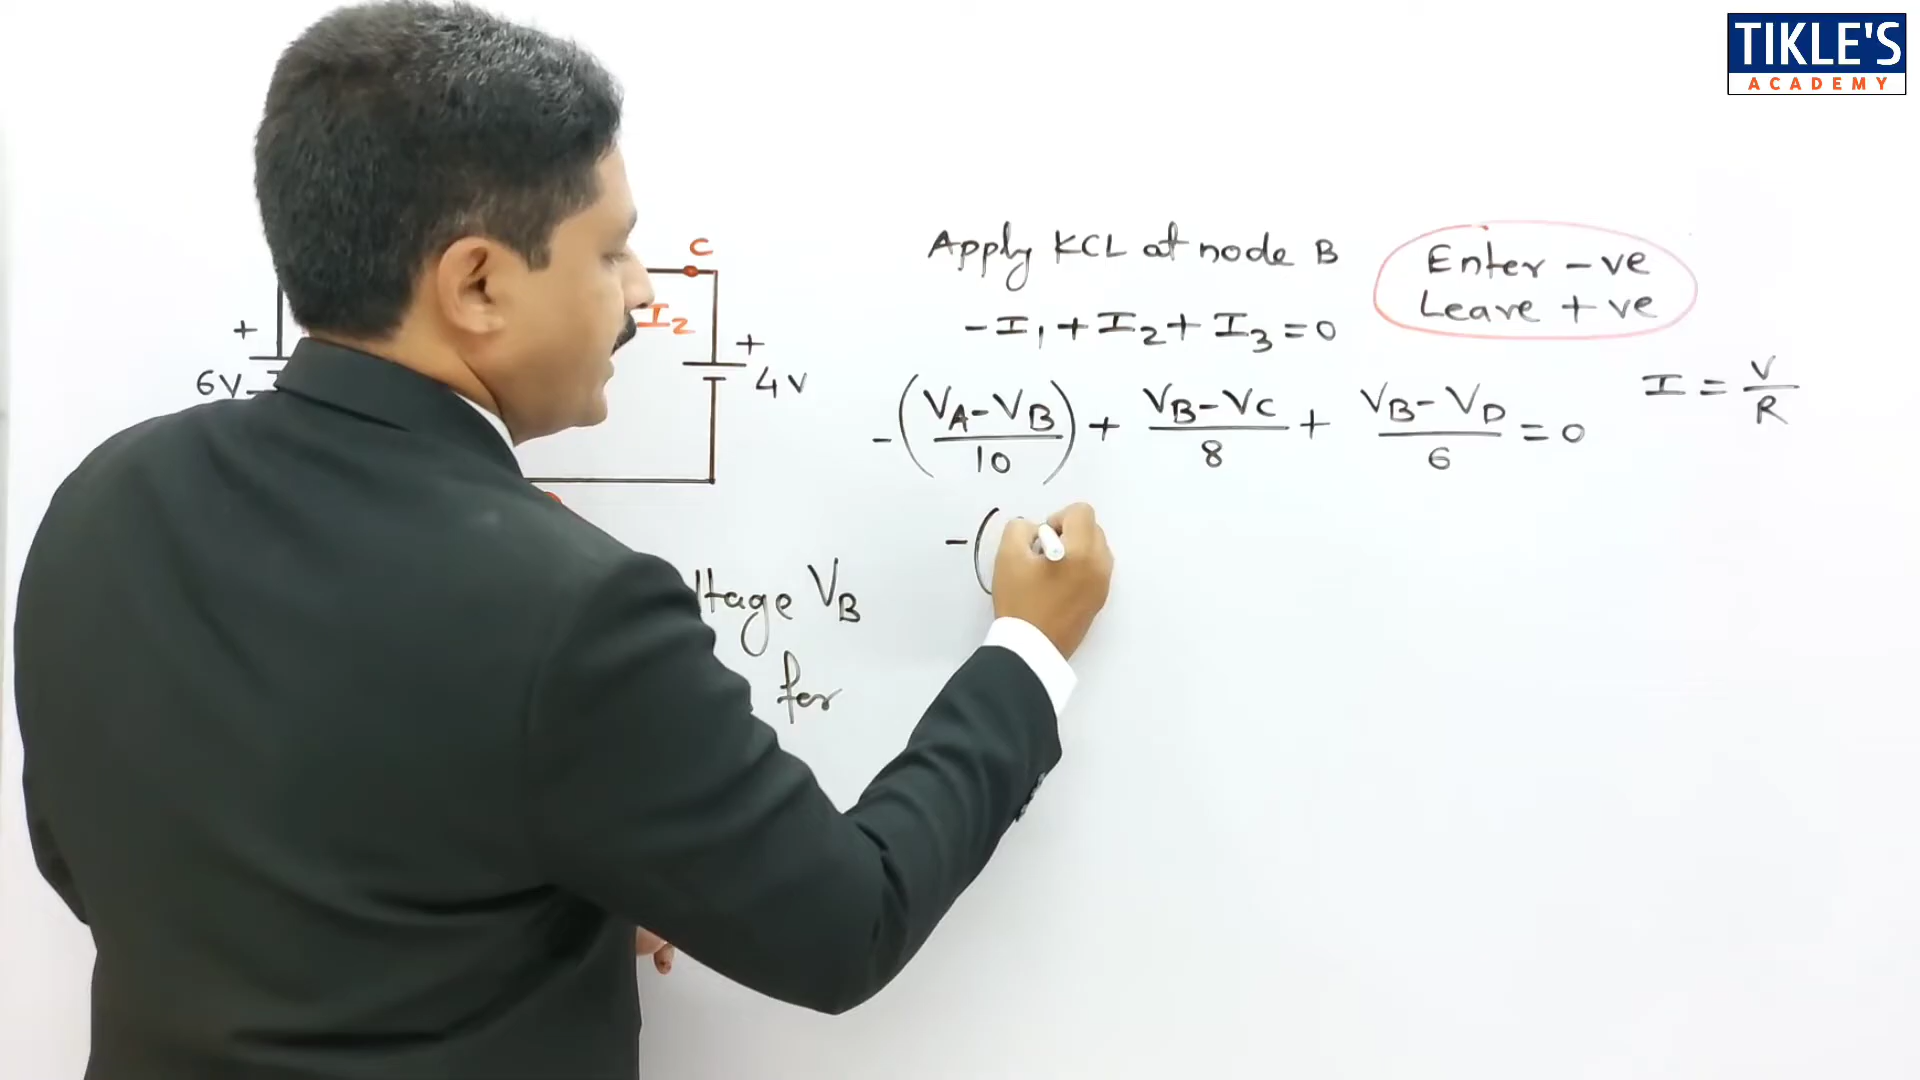 TIKLE'S
ACADEMY
C
I2
+
6V
+
4V
Apply KCL at node B
Enter -ve
Leave +ve
-I1 + I2 + I3 = 0
I = V/R
-(VA-VB/10) + VB-VC/8 + VB-VD/6 = 0
-(
VB
for